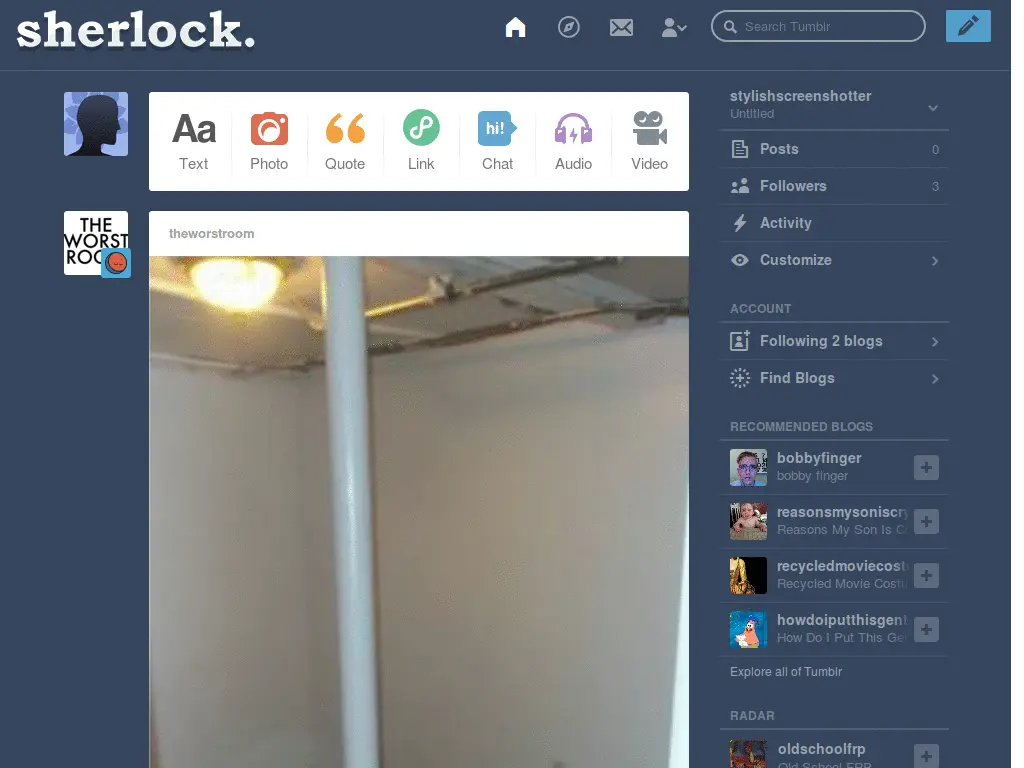 sherlock.
Search Tumblr
Aa
hi!
Text
Photo
Quote
Link
Chat
Audio
Video
THE
WORST
theworstroom
stylishscreenshotter
Untitled
Posts 0
Followers 3
Activity
Customize
ACCOUNT
Following 2 blogs
Find Blogs
RECOMMENDED BLOGS
bobbyfinger
bobby finger
reasonsmysoniscry
Reasons My Son Is C
recycledmoviecost
Recycled Movie Costu
howdoiputthisgent
How Do I Put This Ge
Explore all of Tumblr
RADAR
oldschoolfrp
Old School FRP